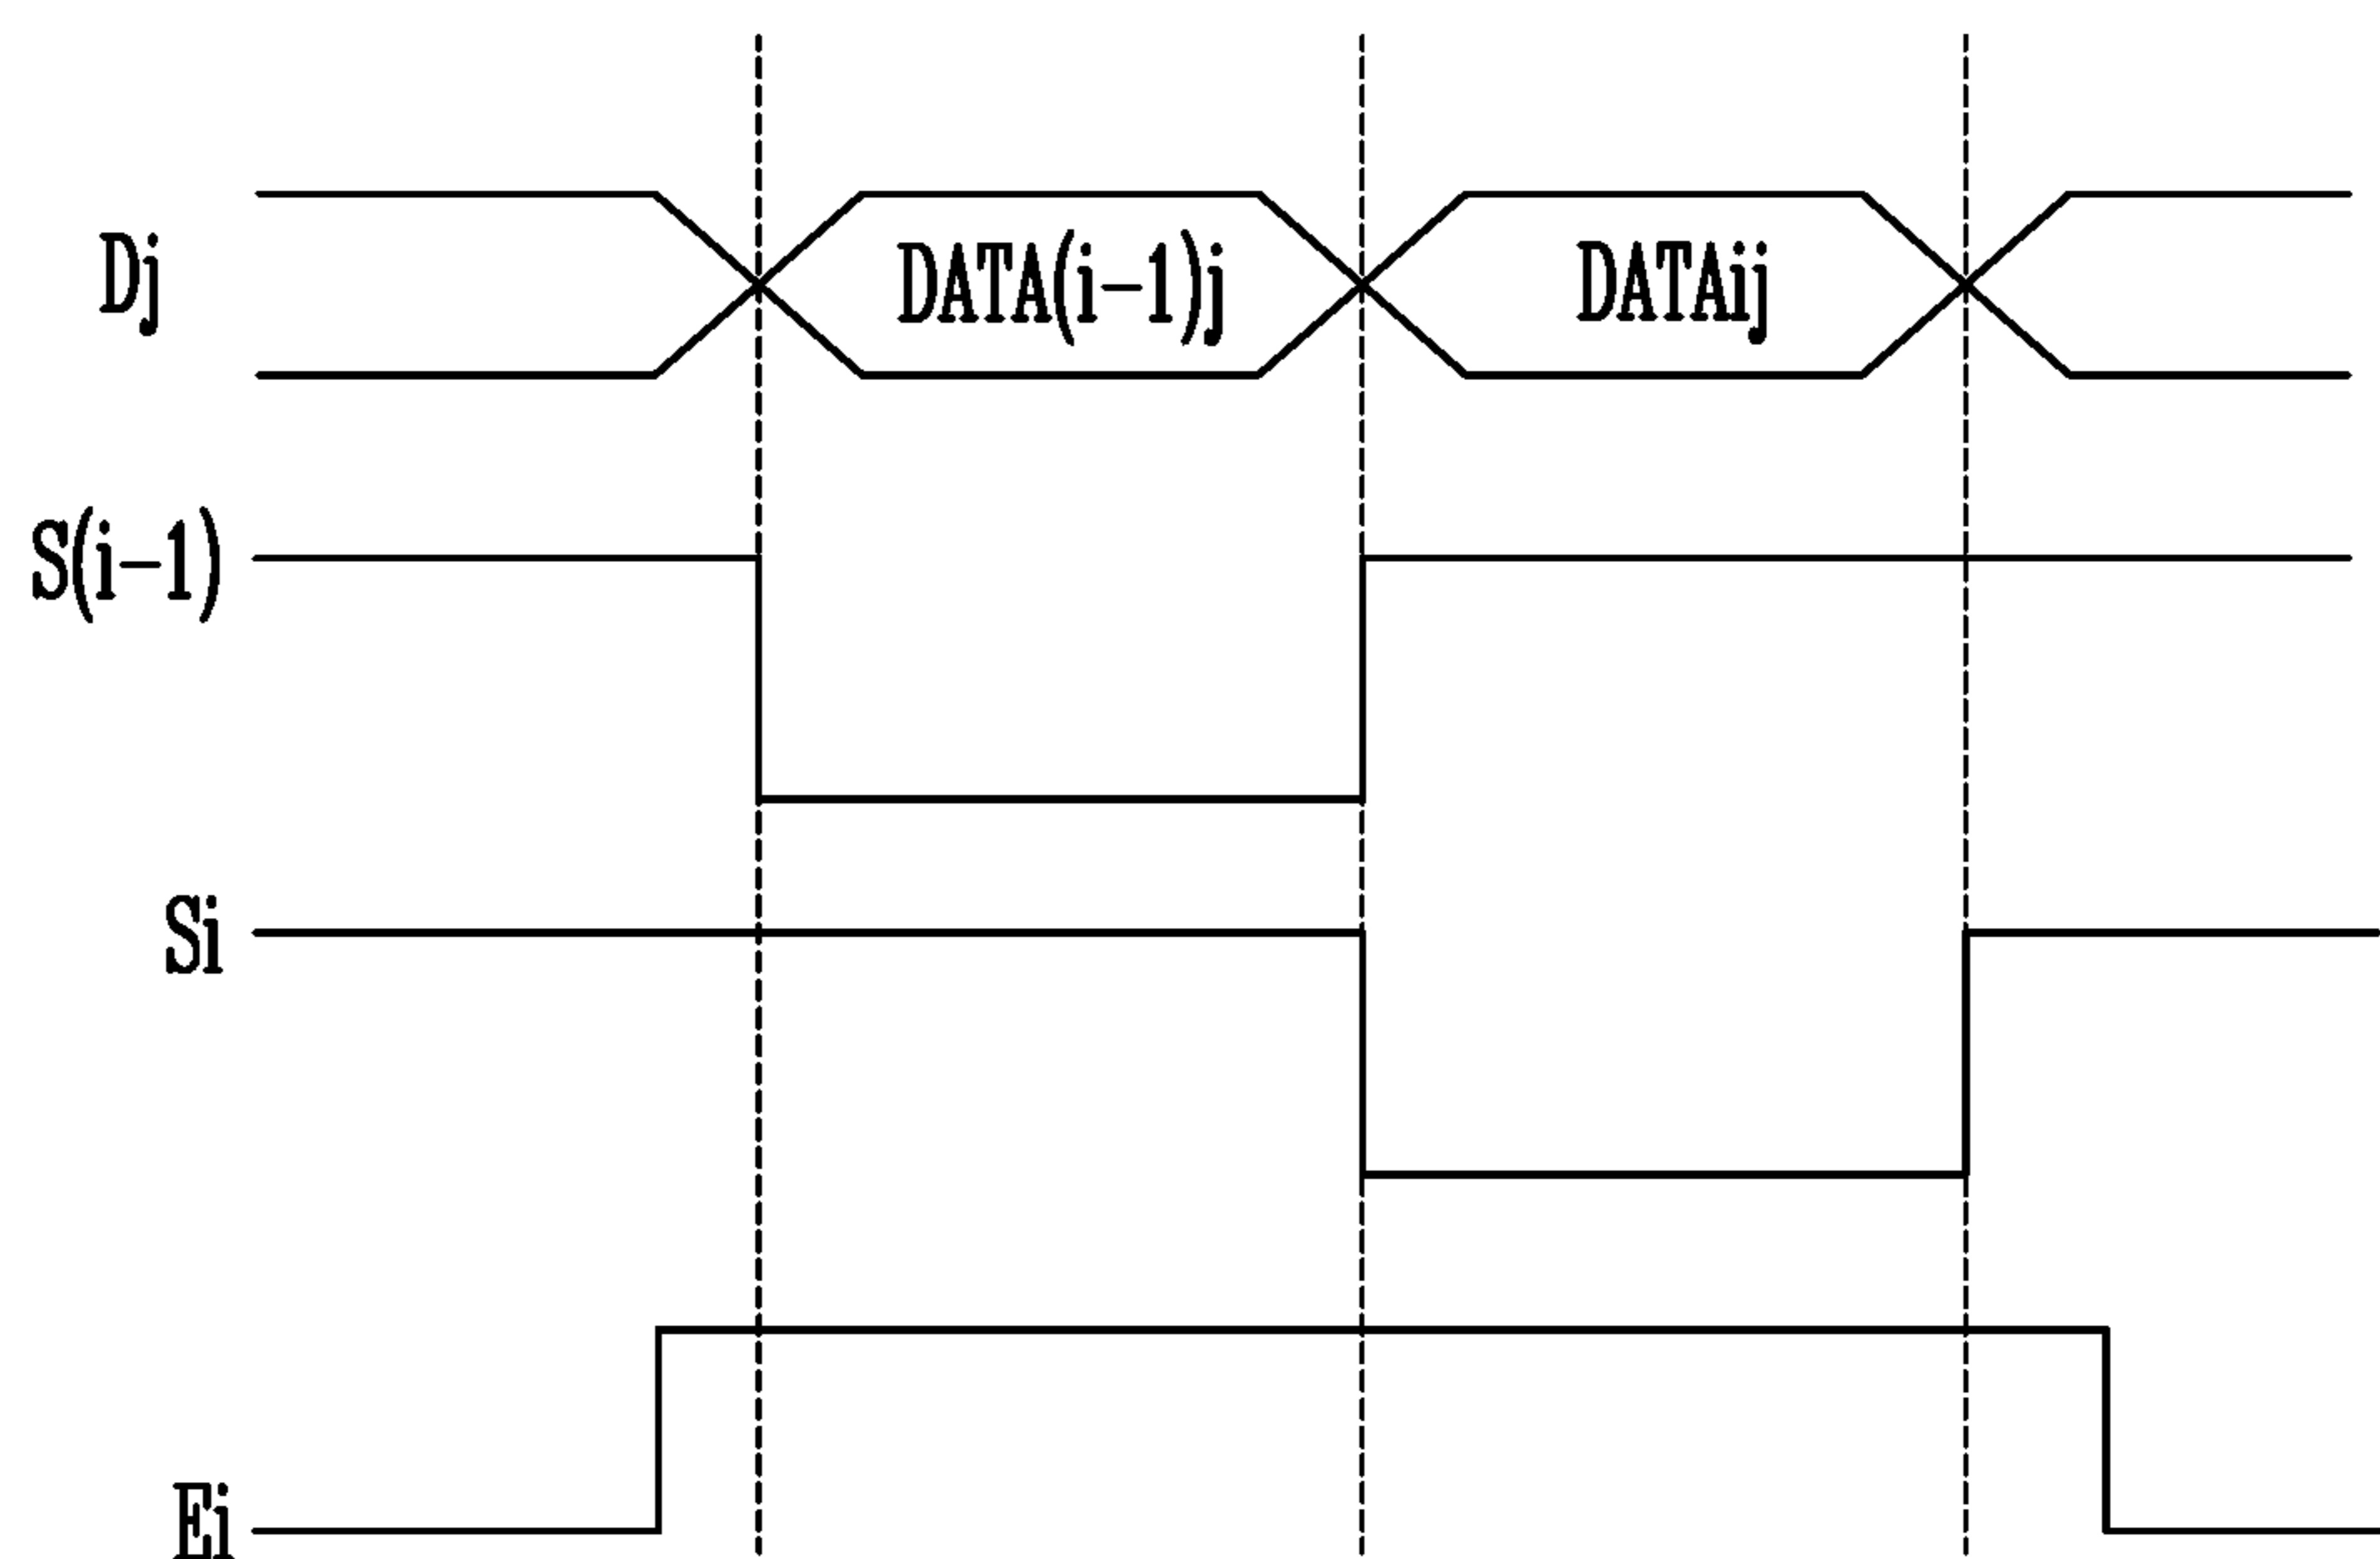 Dj
DATA(i-1)j
DATAij
S(i-1)
Si
Ei